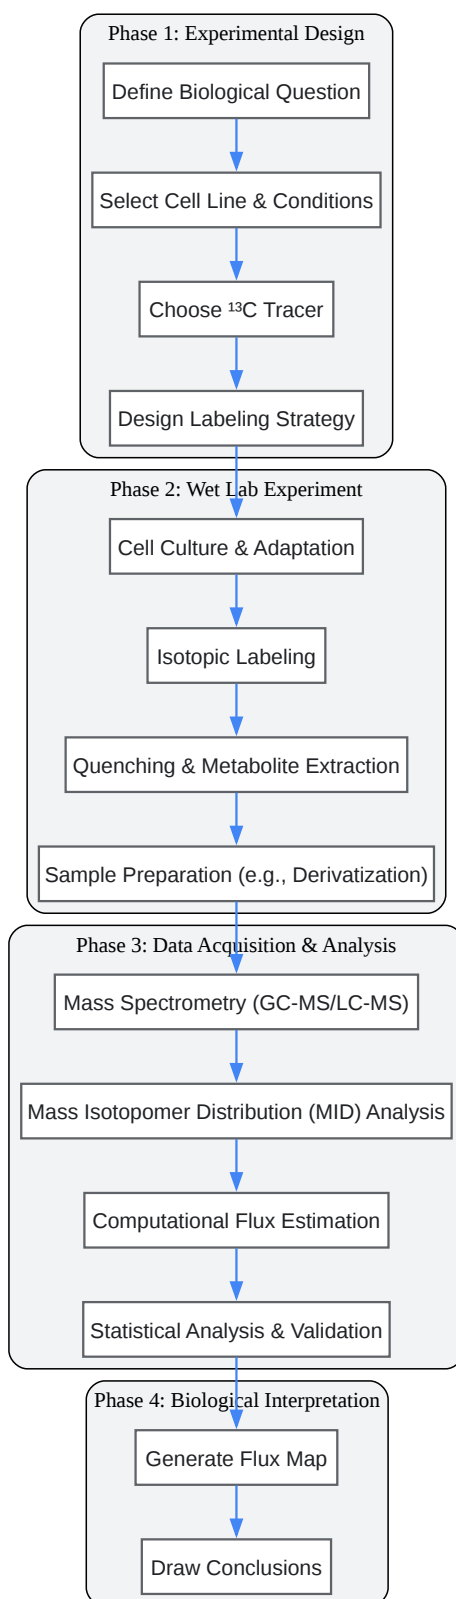 Phase 1: Experimental Design
Define Biological Question
Select Cell Line & Conditions
Choose ¹³C Tracer
Design Labeling Strategy
Phase 2: Wet Lab Experiment
Cell Culture & Adaptation
Isotopic Labeling
Quenching & Metabolite Extraction
Sample Preparation (e.g., Derivatization)
Phase 3: Data Acquisition & Analysis
Mass Spectrometry (GC-MS/LC-MS)
Mass Isotopomer Distribution (MID) Analysis
Computational Flux Estimation
Statistical Analysis & Validation
Phase 4: Biological Interpretation
Generate Flux Map
Draw Conclusions